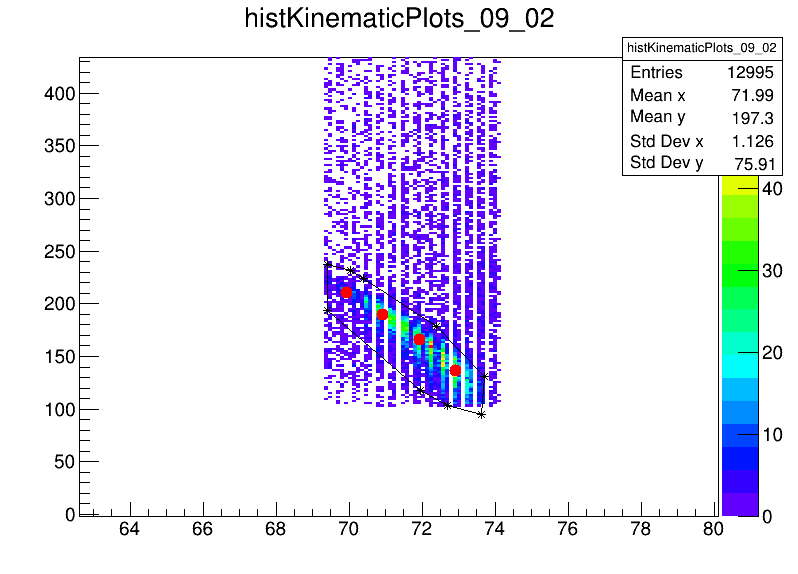 histKinematicPlots_09_02
histKinematicPlots_09_02
Entries 12995
Mean x 71.99
Mean y 197.3
Std Dev x 1.126
Std Dev y 75.91
400
350
300
250
200
150
100
50
0
64 66 68 70 72 74 76 78 80
40
30
20
10
0